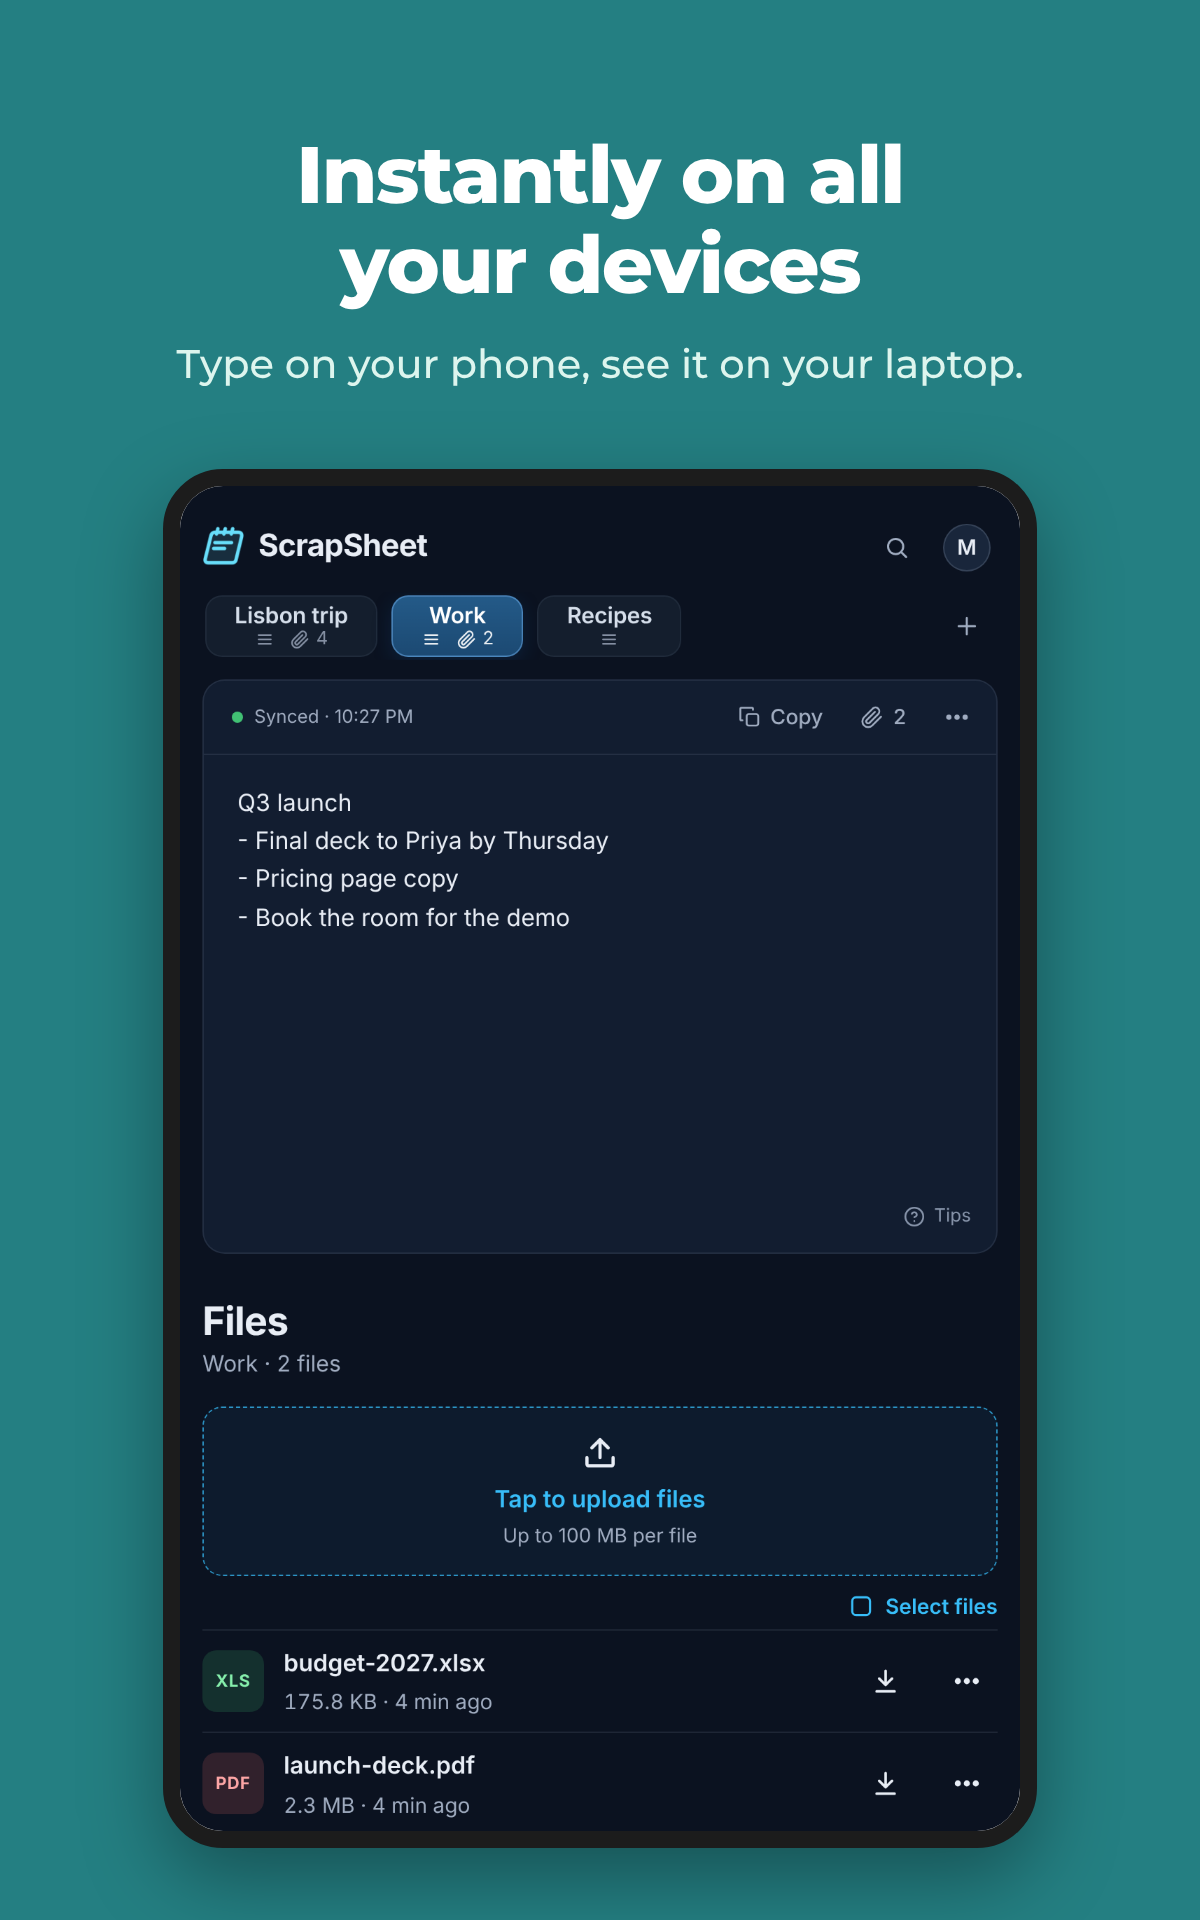 Instantly on all
your devices
Type on your phone, see it on your laptop.
ScrapSheet
M
Lisbon trip
4
Work
2
Recipes
Synced · 10:27 PM
Copy
2
Q3 launch
- Final deck to Priya by Thursday
- Pricing page copy
- Book the room for the demo
Tips
Files
Work · 2 files
Tap to upload files
Up to 100 MB per file
Select files
XLS
budget-2027.xlsx
175.8 KB · 4 min ago
PDF
launch-deck.pdf
2.3 MB · 4 min ago